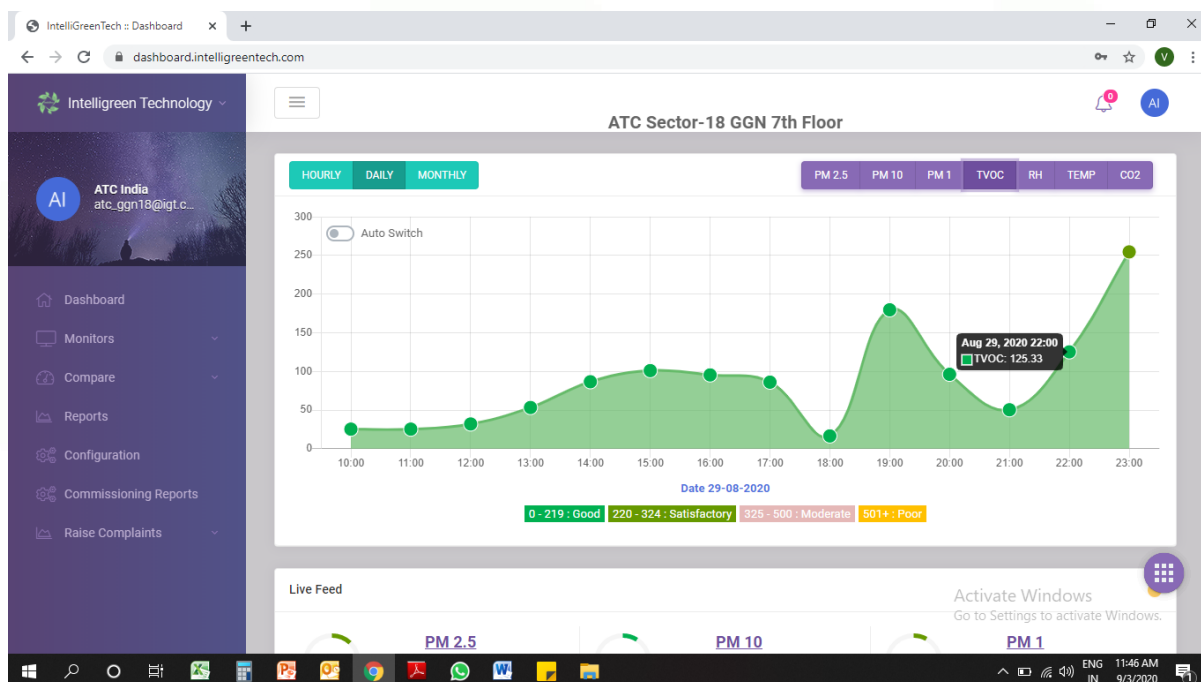 IntelliGreenTech :: Dashboard
dashboard.intelligreentech.com
V
Intelligreen Technology
0
AI
ATC Sector-18 GGN 7th Floor
AI
ATC India
atc_ggn18@igt.c...
Dashboard
Monitors
Compare
Reports
Configuration
Commissioning Reports
Raise Complaints
HOURLY DAILY MONTHLY
PM 2.5 PM 10 PM 1 TVOC RH TEMP CO2
Auto Switch
300
250
200
150
100
50
0
Aug 29, 2020 22:00
TVOC: 125.33
10:00 11:00 12:00 13:00 14:00 15:00 16:00 17:00 18:00 19:00 20:00 21:00 22:00 23:00
Date 29-08-2020
0 - 219 : Good 220 - 324 : Satisfactory 325 - 500 : Moderate 501+ : Poor
Live Feed
Activate Windows
Go to Settings to activate Windows.
PM 2.5 PM 10 PM 1
ENG 11:46 AM
IN 9/3/2020